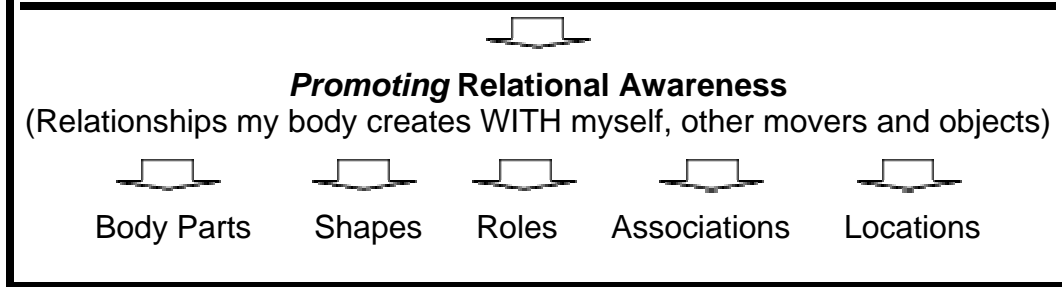 Promoting Relational Awareness
(Relationships my body creates WITH myself, other movers and objects)
Body Parts Shapes Roles Associations Locations